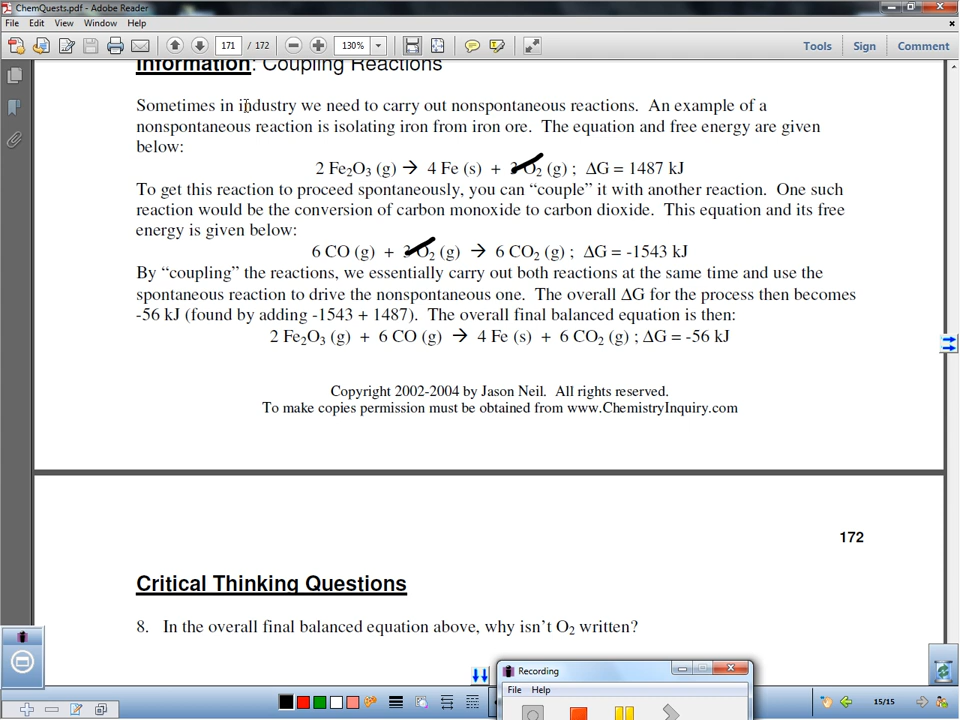 ChemQuests.pdf - Adobe Reader
File Edit View Window Help
171 / 172 130% Tools Sign Comment
Information: Coupling Reactions
Sometimes in industry we need to carry out nonspontaneous reactions. An example of a
nonspontaneous reaction is isolating iron from iron ore. The equation and free energy are given
below:
2 Fe₂O₃ (g) → 4 Fe (s) + 3 O₂ (g) ; ΔG = 1487 kJ
To get this reaction to proceed spontaneously, you can “couple” it with another reaction. One such
reaction would be the conversion of carbon monoxide to carbon dioxide. This equation and its free
energy is given below:
6 CO (g) + 3 O₂ (g) → 6 CO₂ (g) ; ΔG = -1543 kJ
By “coupling” the reactions, we essentially carry out both reactions at the same time and use the
spontaneous reaction to drive the nonspontaneous one. The overall ΔG for the process then becomes
-56 kJ (found by adding -1543 + 1487). The overall final balanced equation is then:
2 Fe₂O₃ (g) + 6 CO (g) → 4 Fe (s) + 6 CO₂ (g) ; ΔG = -56 kJ
Copyright 2002-2004 by Jason Neil. All rights reserved.
To make copies permission must be obtained from www.ChemistryInquiry.com
172
Critical Thinking Questions
8. In the overall final balanced equation above, why isn’t O₂ written?
Recording
File Help
15/15